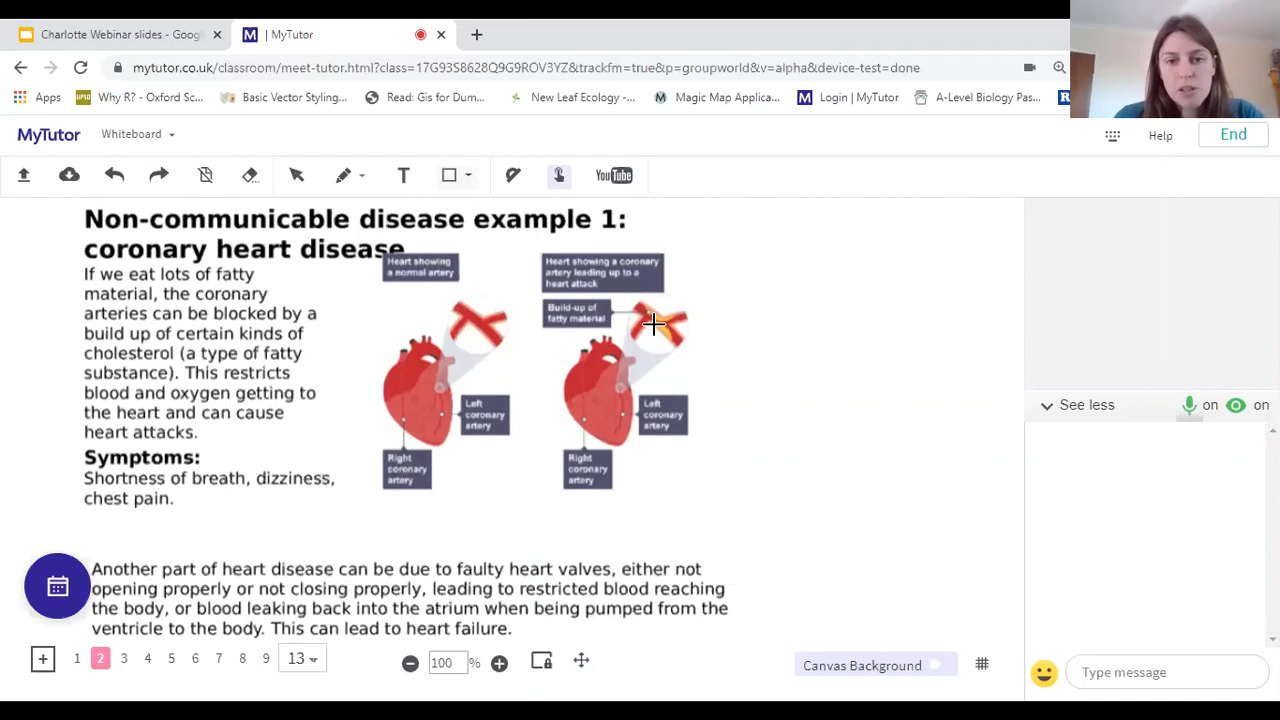 Charlotte Webinar slides - Goog
| MyTutor
mytutor.co.uk/classroom/meet-tutor.html?class=17G93S8628Q9G9ROV3YZ&trackfm=true&p=groupworld&v=alpha&device-test=done
Apps
Why R? - Oxford Sc...
Basic Vector Styling...
Read: Gis for Dum...
New Leaf Ecology -...
Magic Map Applica...
Login | MyTutor
A-Level Biology Pas...
MyTutor
Whiteboard
Help
End
T
YouTube
Non-communicable disease example 1:
coronary heart disease
If we eat lots of fatty
material, the coronary
arteries can be blocked by a
build up of certain kinds of
cholesterol (a type of fatty
substance). This restricts
blood and oxygen getting to
the heart and can cause
heart attacks.
Symptoms:
Shortness of breath, dizziness,
chest pain.
Heart showing
a normal artery
Left
coronary
artery
Right
coronary
artery
Heart showing a coronary
artery leading up to a
heart attack
Build-up of
fatty material
Left
coronary
artery
Right
coronary
artery
Another part of heart disease can be due to faulty heart valves, either not
opening properly or not closing properly, leading to restricted blood reaching
the body, or blood leaking back into the atrium when being pumped from the
ventricle to the body. This can lead to heart failure.
See less
on
on
1 2 3 4 5 6 7 8 9 13
100 %
Canvas Background
Type message